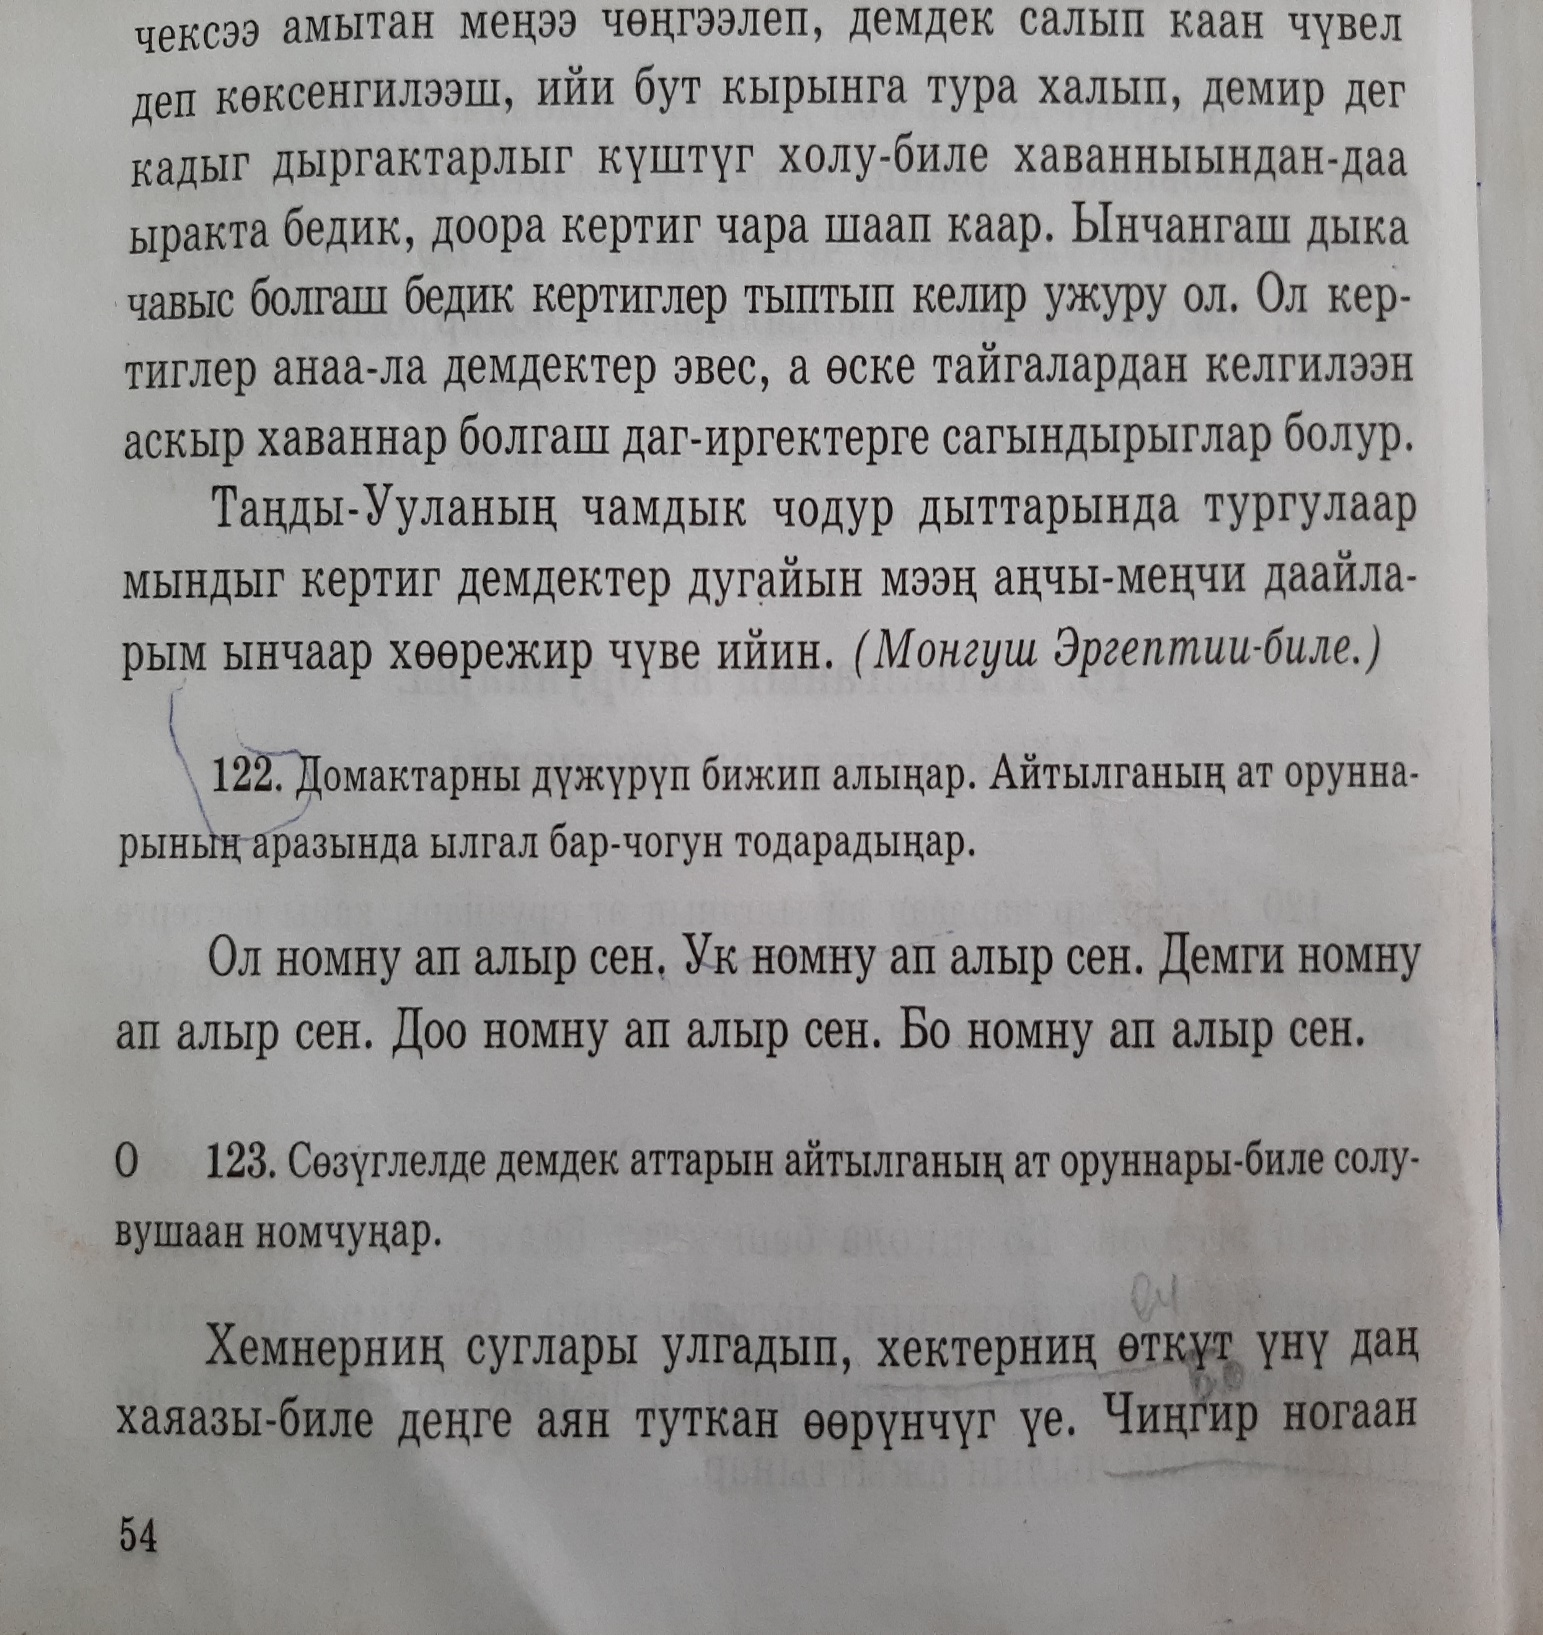 чексээ амытан меңээ чөңгээлеп, демдек салып каан чүвел
деп көксенгилээш, ийи бут кырынга тура халып, демир дег
кадыг дыргактарлыг күштүг холу-биле хаванныындан-даа
ыракта бедик, доора кертиг чара шаап каар. Ынчангаш дыка
чавыс болгаш бедик кертиглер тыптып келир ужуру ол. Ол кер-
тиглер анаа-ла демдектер эвес, а өске тайгалардан келгилээн
аскыр хаваннар болгаш даг-иргектерге сагындырыглар болур.
Таңды-Ууланың чамдык чодур дыттарында тургулаар
мындыг кертиг демдектер дугайын мээң аңчы-меңчи даайла-
рым ынчаар хөөрежир чүве ийин. (Монгуш Эргептии-биле.)
122. Домактарны дүжүрүп бижип алыңар. Айтылганың ат орунна-
рының аразында ылгал бар-чогун тодарадыңар.
Ол номну ап алыр сен. Ук номну ап алыр сен. Демги номну
ап алыр сен. Доо номну ап алыр сен. Бо номну ап алыр сен.
О 123. Сөзүглелде демдек аттарын айтылганың ат оруннары-биле солу-
вушаан номчуңар.
Хемнерниң суглары улгадып, хектерниң өткүт үнү даң
хаяазы-биле деңге аян туткан өөрүнчүг үе. Чиңгир ногаан
54